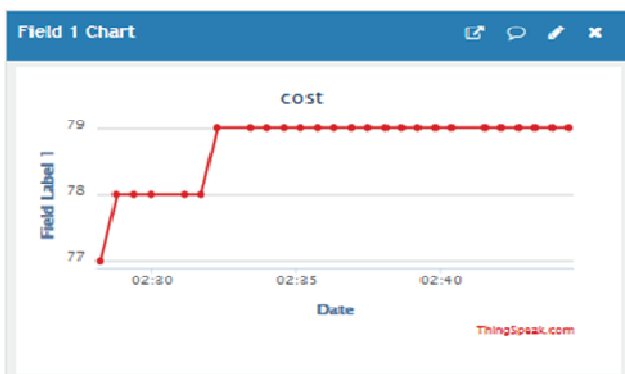 Field 1 Chart
cost
79
78
77
Field Label 1
02:30
02:35
02:40
Date
ThingSpeak.com